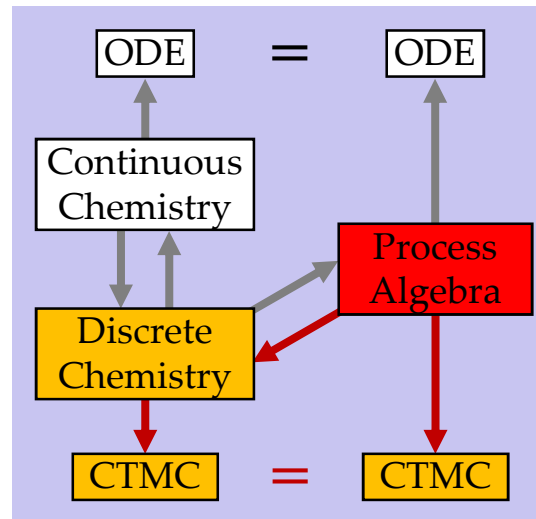 ODE = ODE
Continuous
Chemistry
Process
Algebra
Discrete
Chemistry
CTMC = CTMC